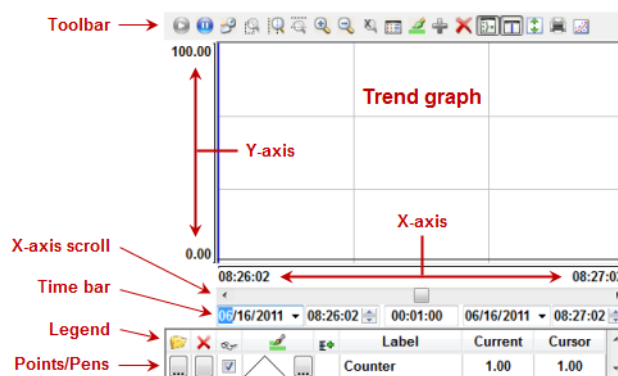 Toolbar
100.00
Trend graph
Y-axis
X-axis
0.00
X-axis scroll
08:26:02 08:27:0
Time bar
06/16/2011 08:26:02 00:01:00 06/16/2011 08:27:02
Legend
Label Current Cursor
Points/Pens
... ... Counter 1.00 1.00